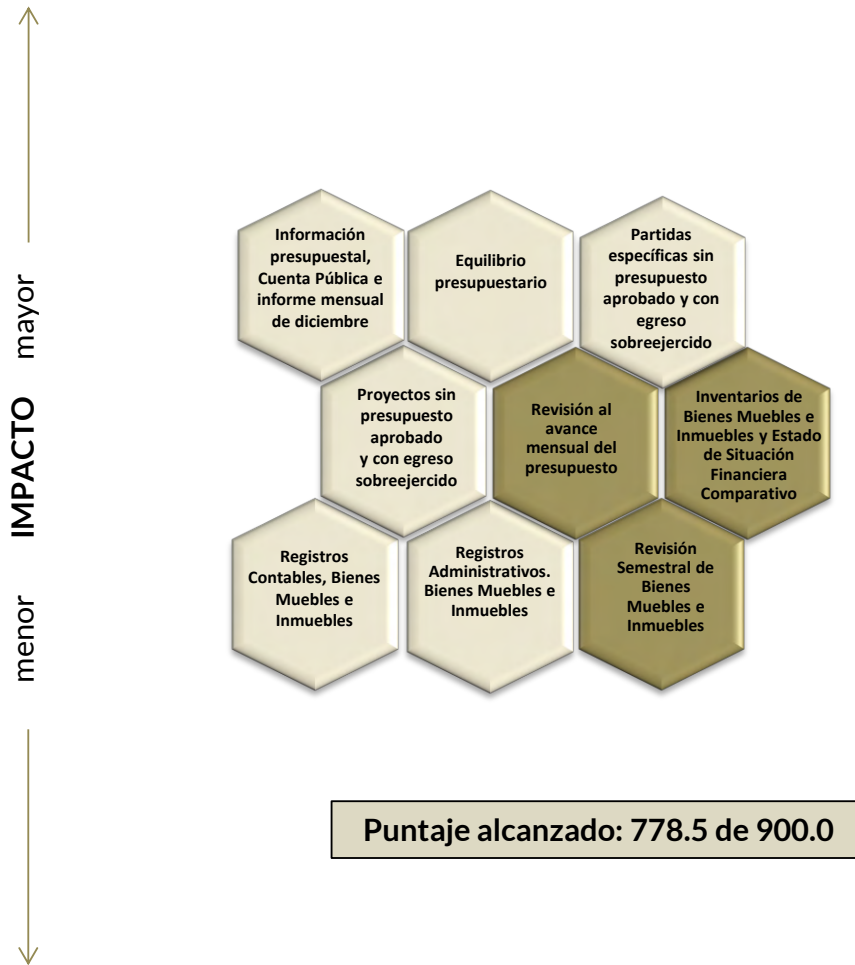 IMPACTO
mayor
menor
Información
presupuestal,
Cuenta Pública e
informe mensual
de diciembre
Equilibrio
presupuestario
Partidas
específicas sin
presupuesto
aprobado y con
egreso
sobreejercido
Proyectos sin
presupuesto
aprobado
y con egreso
sobreejercido
Revisión al
avance
mensual del
presupuesto
Inventarios de
Bienes Muebles e
Inmuebles y Estado
de Situación
Financiera
Comparativo
Registros
Contables, Bienes
Muebles e
Inmuebles
Registros
Administrativos.
Bienes Muebles e
Inmuebles
Revisión
Semestral de
Bienes
Muebles e
Inmuebles
Puntaje alcanzado: 778.5 de 900.0